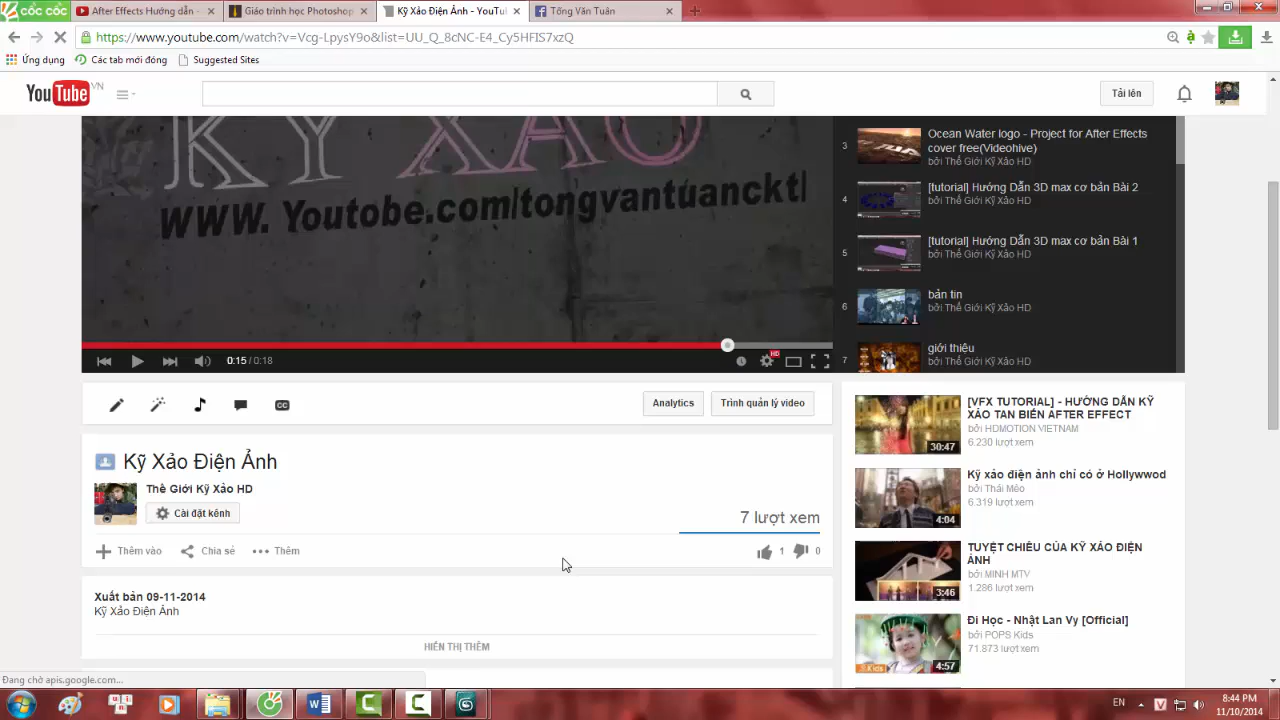 cốc cốc
After Effects Hướng dẫn -
Giáo trình học Photoshop
Kỹ Xảo Điện Ảnh - YouTu
Tống Văn Tuân
https://www.youtube.com/watch?v=Vcg-LpysY9o&list=UU_Q_8cNC-E4_Cy5HFIS7xzQ
Ứng dụng
Các tab mới đóng
Suggested Sites
YouTube VN
Tải lên
KỸ XẢO
Youtobe.com/tongvantuanckt
3
Ocean Water logo - Project for After Effects
cover free(Videohive)
bởi Thế Giới Kỹ Xảo HD
4
[tutorial] Hướng Dẫn 3D max cơ bản Bài 2
bởi Thế Giới Kỹ Xảo HD
5
[tutorial] Hướng Dẫn 3D max cơ bản Bài 1
bởi Thế Giới Kỹ Xảo HD
6
bản tin
bởi Thế Giới Kỹ Xảo HD
7
giới thiệu
bởi Thế Giới Kỹ Xảo HD
0:15 / 0:18
HD
CC
Analytics
Trình quản lý video
Kỹ Xảo Điện Ảnh
Thế Giới Kỹ Xảo HD
Cài đặt kênh
7 lượt xem
Thêm vào
Chia sẻ
Thêm
1
0
Xuất bản 09-11-2014
Kỹ Xảo Điện Ảnh
HIỂN THỊ THÊM
[VFX TUTORIAL] - HƯỚNG DẪN KỸ
XẢO TAN BIẾN AFTER EFFECT
bởi HDMOTION VIETNAM
6.230 lượt xem
30:47
Kỹ xảo điện ảnh chỉ có ở Hollywwod
bởi Thái Mèo
6.319 lượt xem
4:04
TUYỆT CHIÊU CỦA KỸ XẢO ĐIỆN
ẢNH
bởi MINH MTV
1.286 lượt xem
3:46
Đi Học - Nhật Lan Vy [Official]
bởi POPS Kids
71.873 lượt xem
4:57
Đang chờ apis.google.com...
EN
8:44 PM
11/10/2014